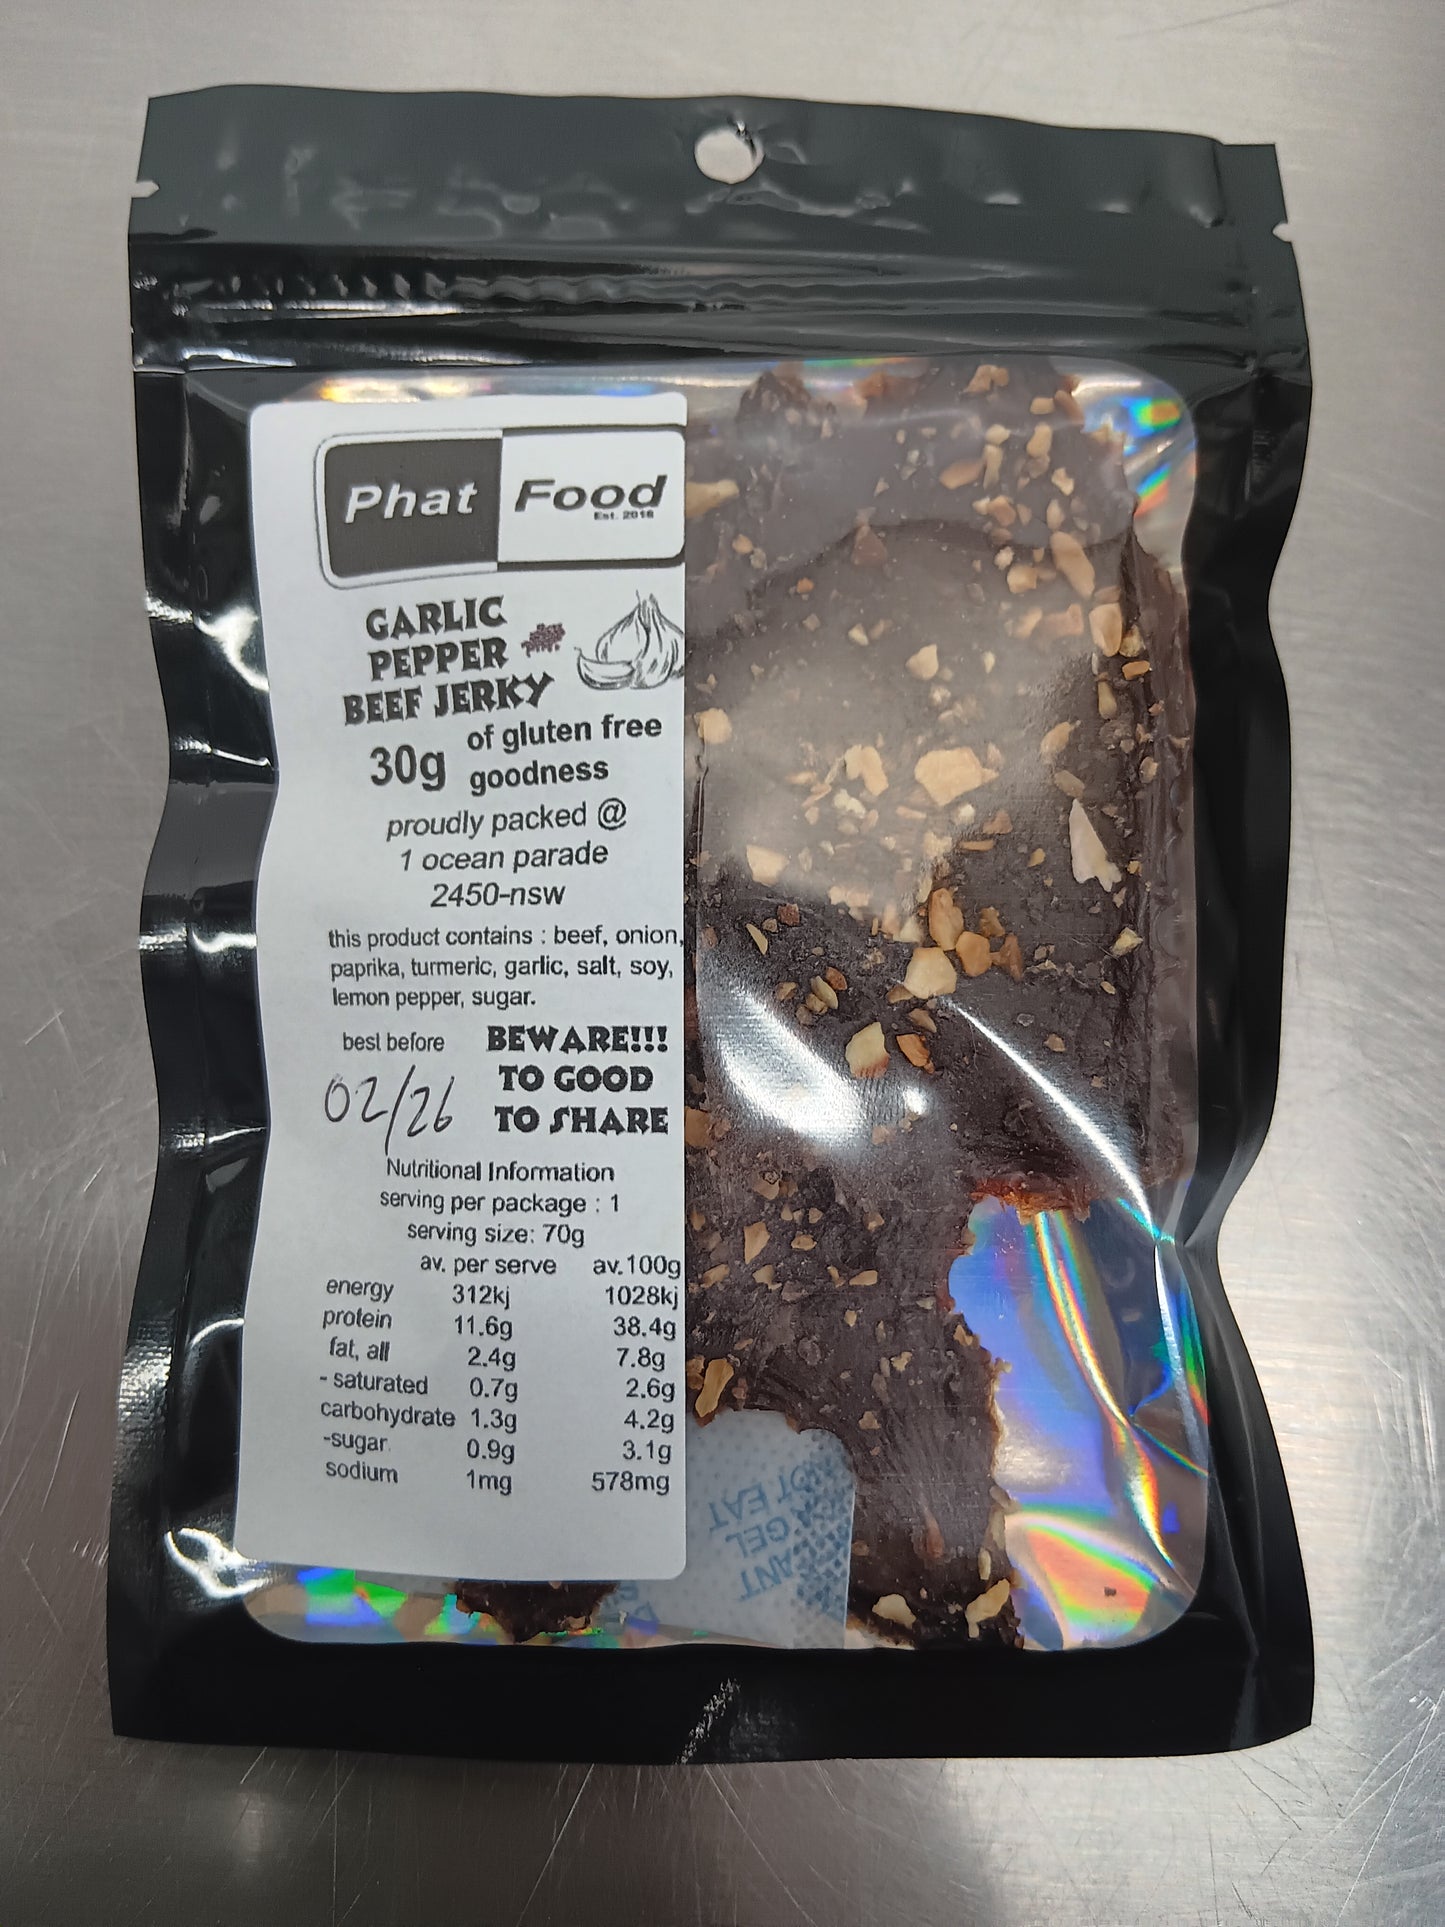 Phat Food
Est. 2016
GARLIC
PEPPER
BEEF JERKY
30g of gluten free
goodness
proudly packed @
1 ocean parade
2450-nsw
this product contains : beef, onion,
paprika, turmeric, garlic, salt, soy,
lemon pepper, sugar.
best before
02/26
BEWARE!!!
TO GOOD
TO SHARE
Nutritional Information
serving per package : 1
serving size: 70g
av. per serve av.100g
energy 312kj 1028kj
protein 11.6g 38.4g
fat, all 2.4g 7.8g
- saturated 0.7g 2.6g
carbohydrate 1.3g 4.2g
-sugar 0.9g 3.1g
sodium 1mg 578mg
OT EAT
GEL
ANT